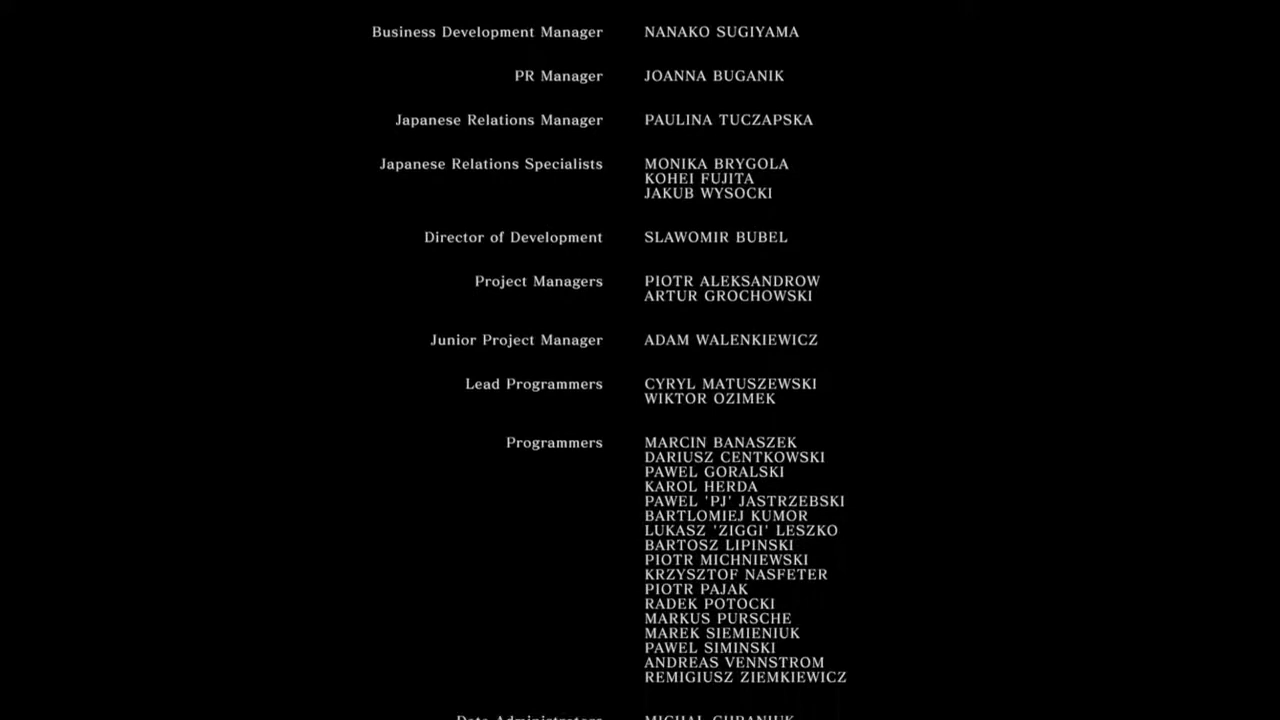 Business Development Manager NANAKO SUGIYAMA
PR Manager JOANNA BUGANIK
Japanese Relations Manager PAULINA TUCZAPSKA
Japanese Relations Specialists MONIKA BRYGOLA
KOHEI FUJITA
JAKUB WYSOCKI
Director of Development SLAWOMIR BUBEL
Project Managers PIOTR ALEKSANDROW
ARTUR GROCHOWSKI
Junior Project Manager ADAM WALENKIEWICZ
Lead Programmers CYRYL MATUSZEWSKI
WIKTOR OZIMEK
Programmers MARCIN BANASZEK
DARIUSZ CENTKOWSKI
PAWEL GORALSKI
KAROL HERDA
PAWEL 'PJ' JASTRZEBSKI
BARTLOMIEJ KUMOR
LUKASZ 'ZIGGI' LESZKO
BARTOSZ LIPINSKI
PIOTR MICHNIEWSKI
KRZYSZTOF NASFETER
PIOTR PAJAK
RADEK POTOCKI
MARKUS PURSCHE
MAREK SIEMIENIUK
PAWEL SIMINSKI
ANDREAS VENNSTROM
REMIGIUSZ ZIEMKIEWICZ